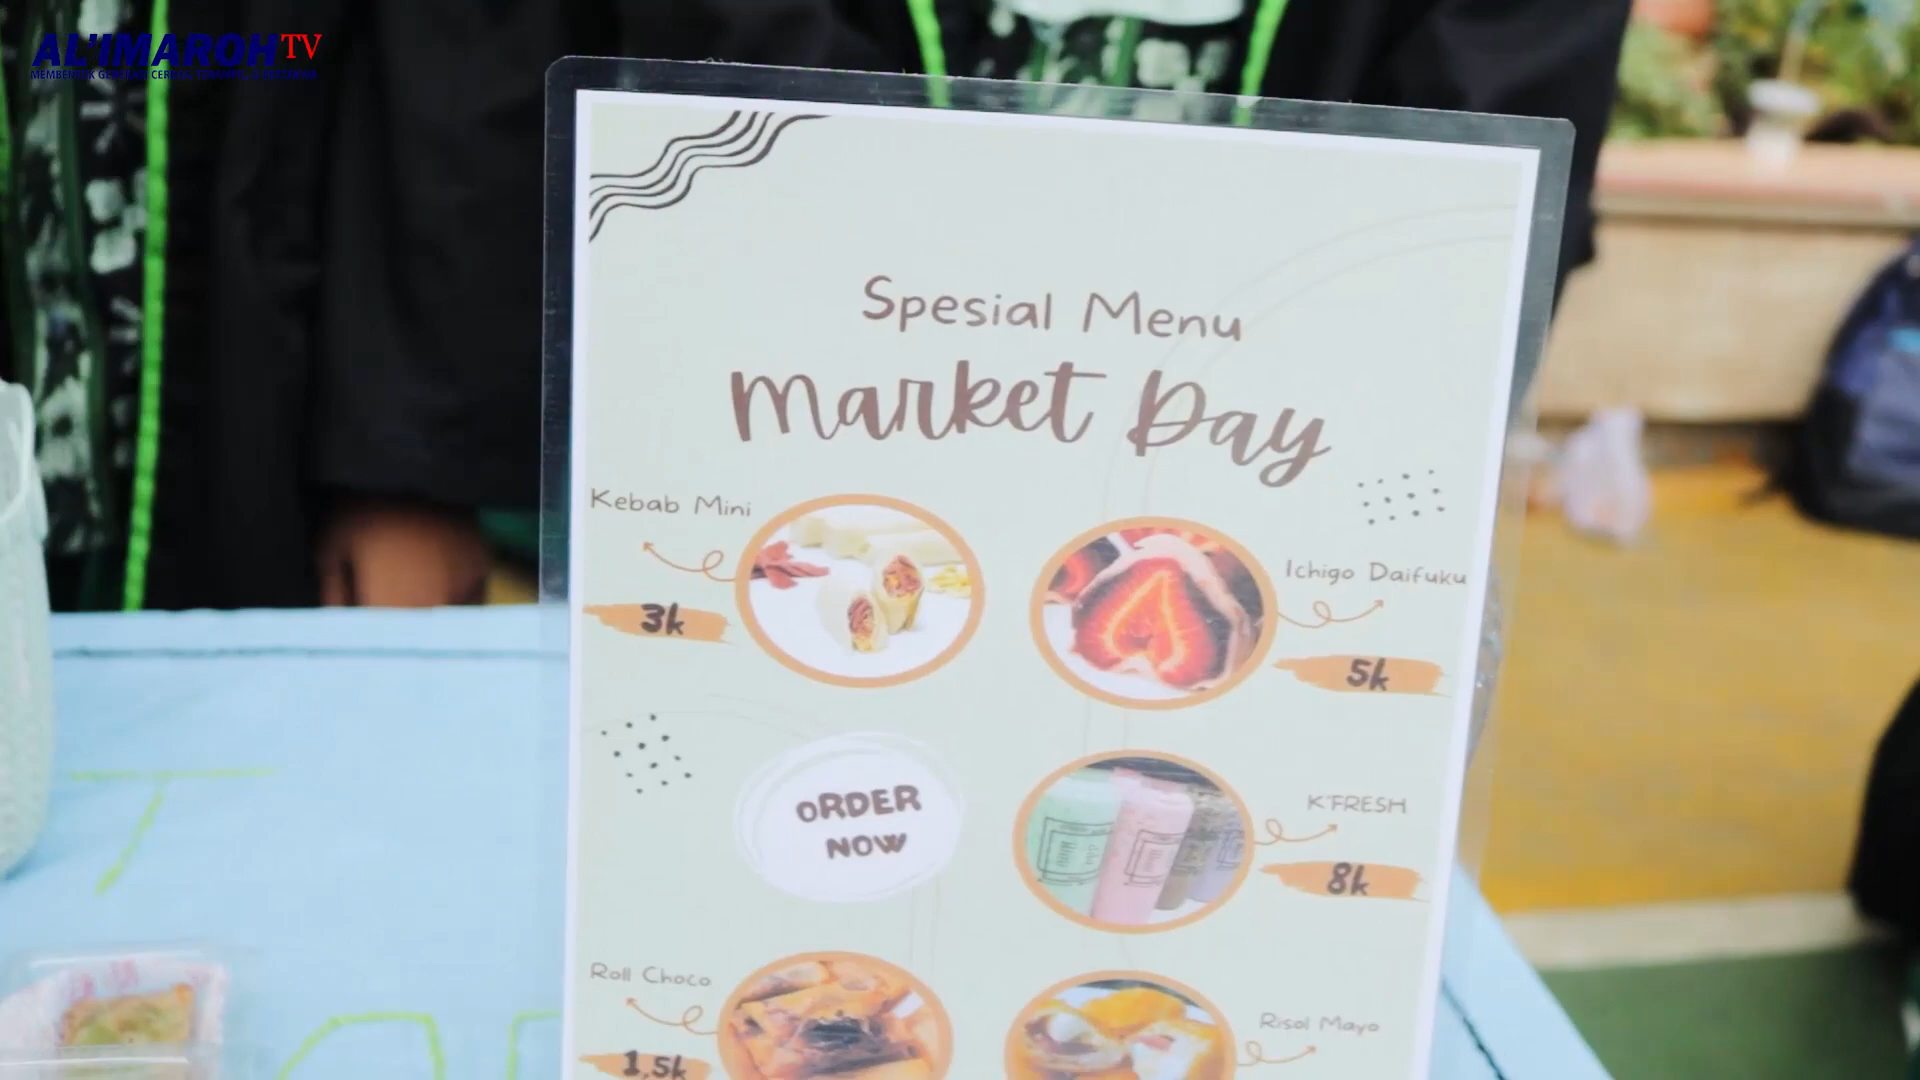 AL'IMAROH TV
Spesial Menu
Market Day
Kebab Mini
3k
Ichigo Daifuku
5k
ORDER
NOW
K'FRESH
8k
Roll Choco
1,5k
Risol Mayo